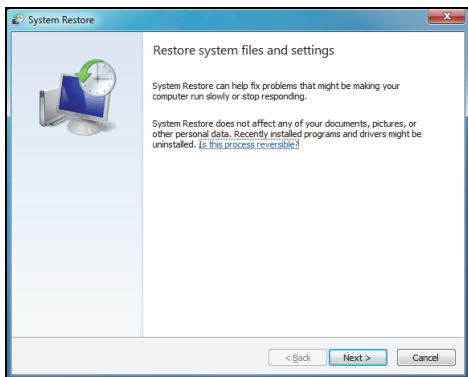 System Restore
Restore system files and settings
System Restore can help fix problems that might be making your
computer run slowly or stop responding.
System Restore does not affect any of your documents, pictures, or
other personal data. Recently installed programs and drivers might be
uninstalled. Is this process reversible?
< Back Next > Cancel